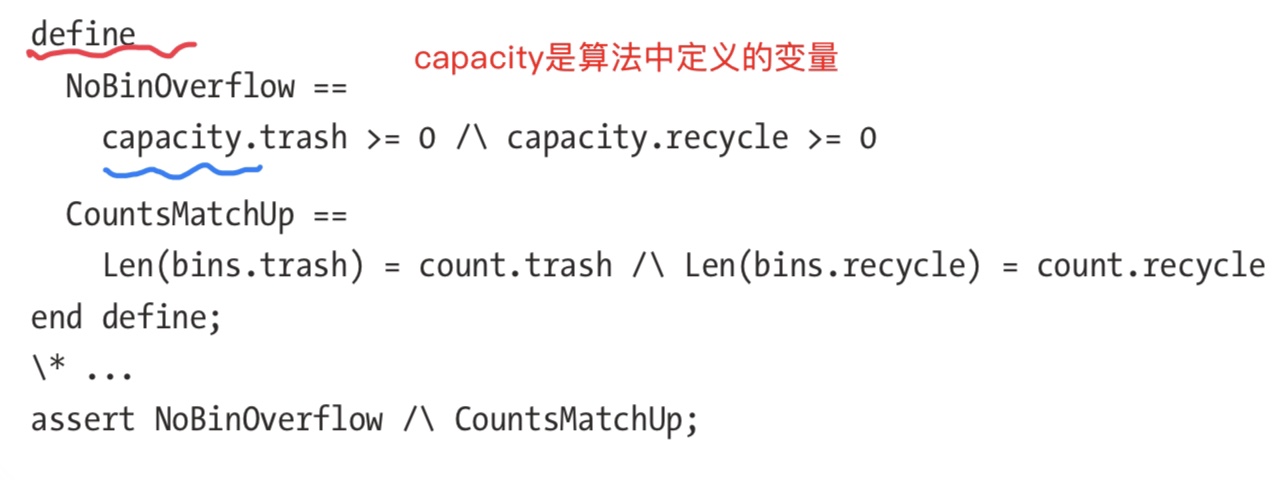 define
capacity是算法中定义的变量
NoBinOverflow ==
capacity.trash >= 0 /\ capacity.recycle >= 0
CountsMatchUp ==
Len(bins.trash) = count.trash /\ Len(bins.recycle) = count.recycle
end define;
\* ...
assert NoBinOverflow /\ CountsMatchUp;